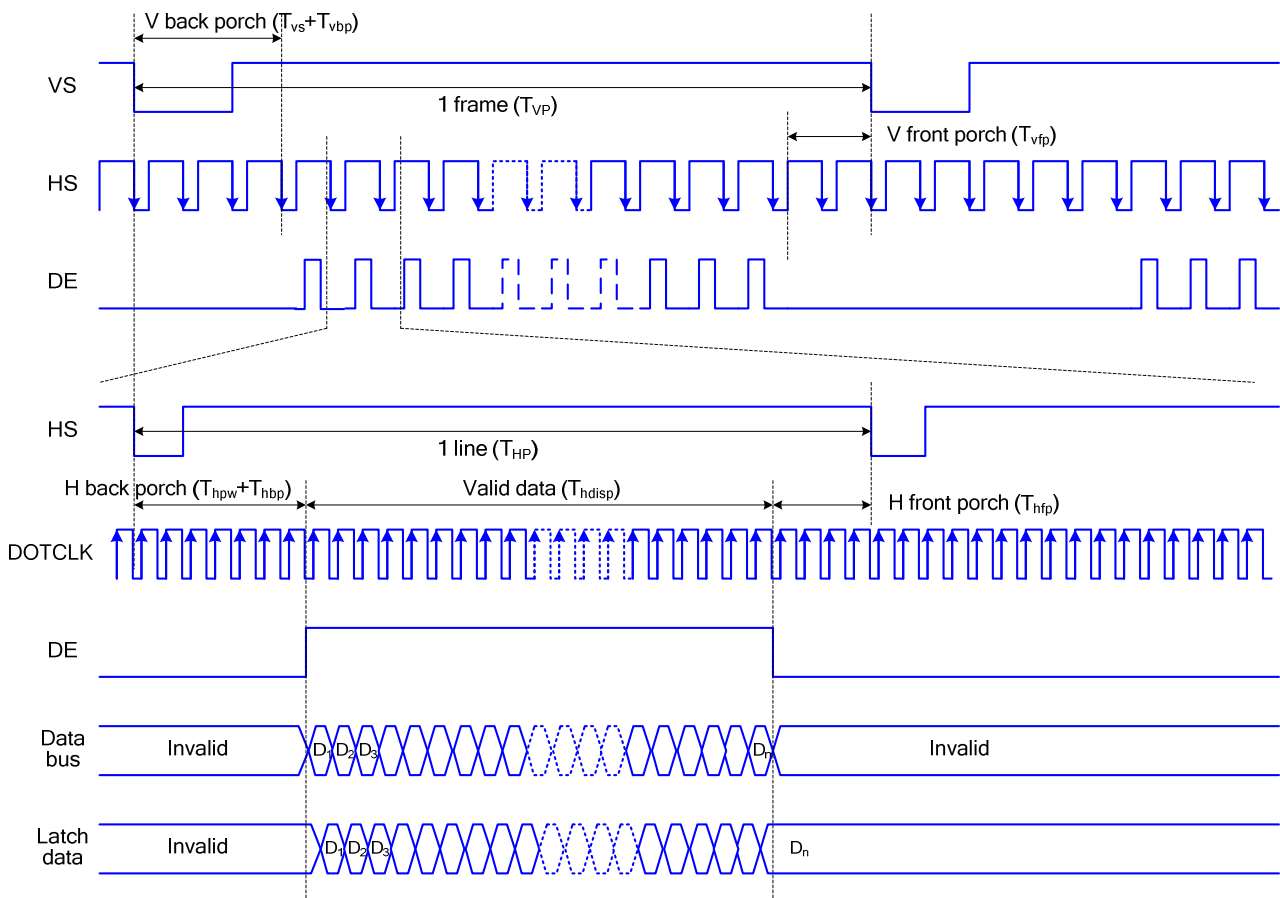 V back porch (Tvs+Tvbp)
VS
1 frame (TVP)
V front porch (Tvfp)
HS
DE
HS
1 line (THP)
H back porch (Thpw+Thbp)
Valid data (Thdisp)
H front porch (Thfp)
DOTCLK
DE
Data
bus
Invalid
D1 D2 D3
Dn
Invalid
Latch
data
Invalid
D1 D2 D3
Dn